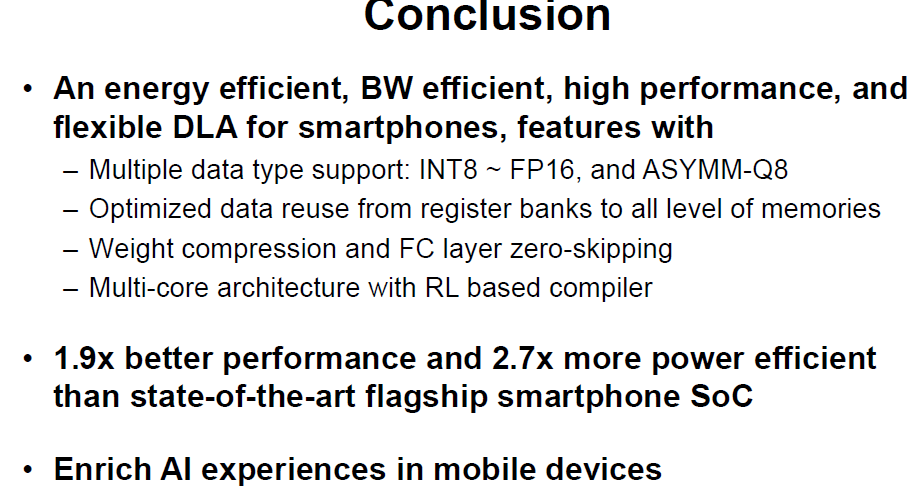 Conclusion
• An energy efficient, BW efficient, high performance, and
flexible DLA for smartphones, features with
– Multiple data type support: INT8 ~ FP16, and ASYMM-Q8
– Optimized data reuse from register banks to all level of memories
– Weight compression and FC layer zero-skipping
– Multi-core architecture with RL based compiler
• 1.9x better performance and 2.7x more power efficient
than state-of-the-art flagship smartphone SoC
• Enrich AI experiences in mobile devices